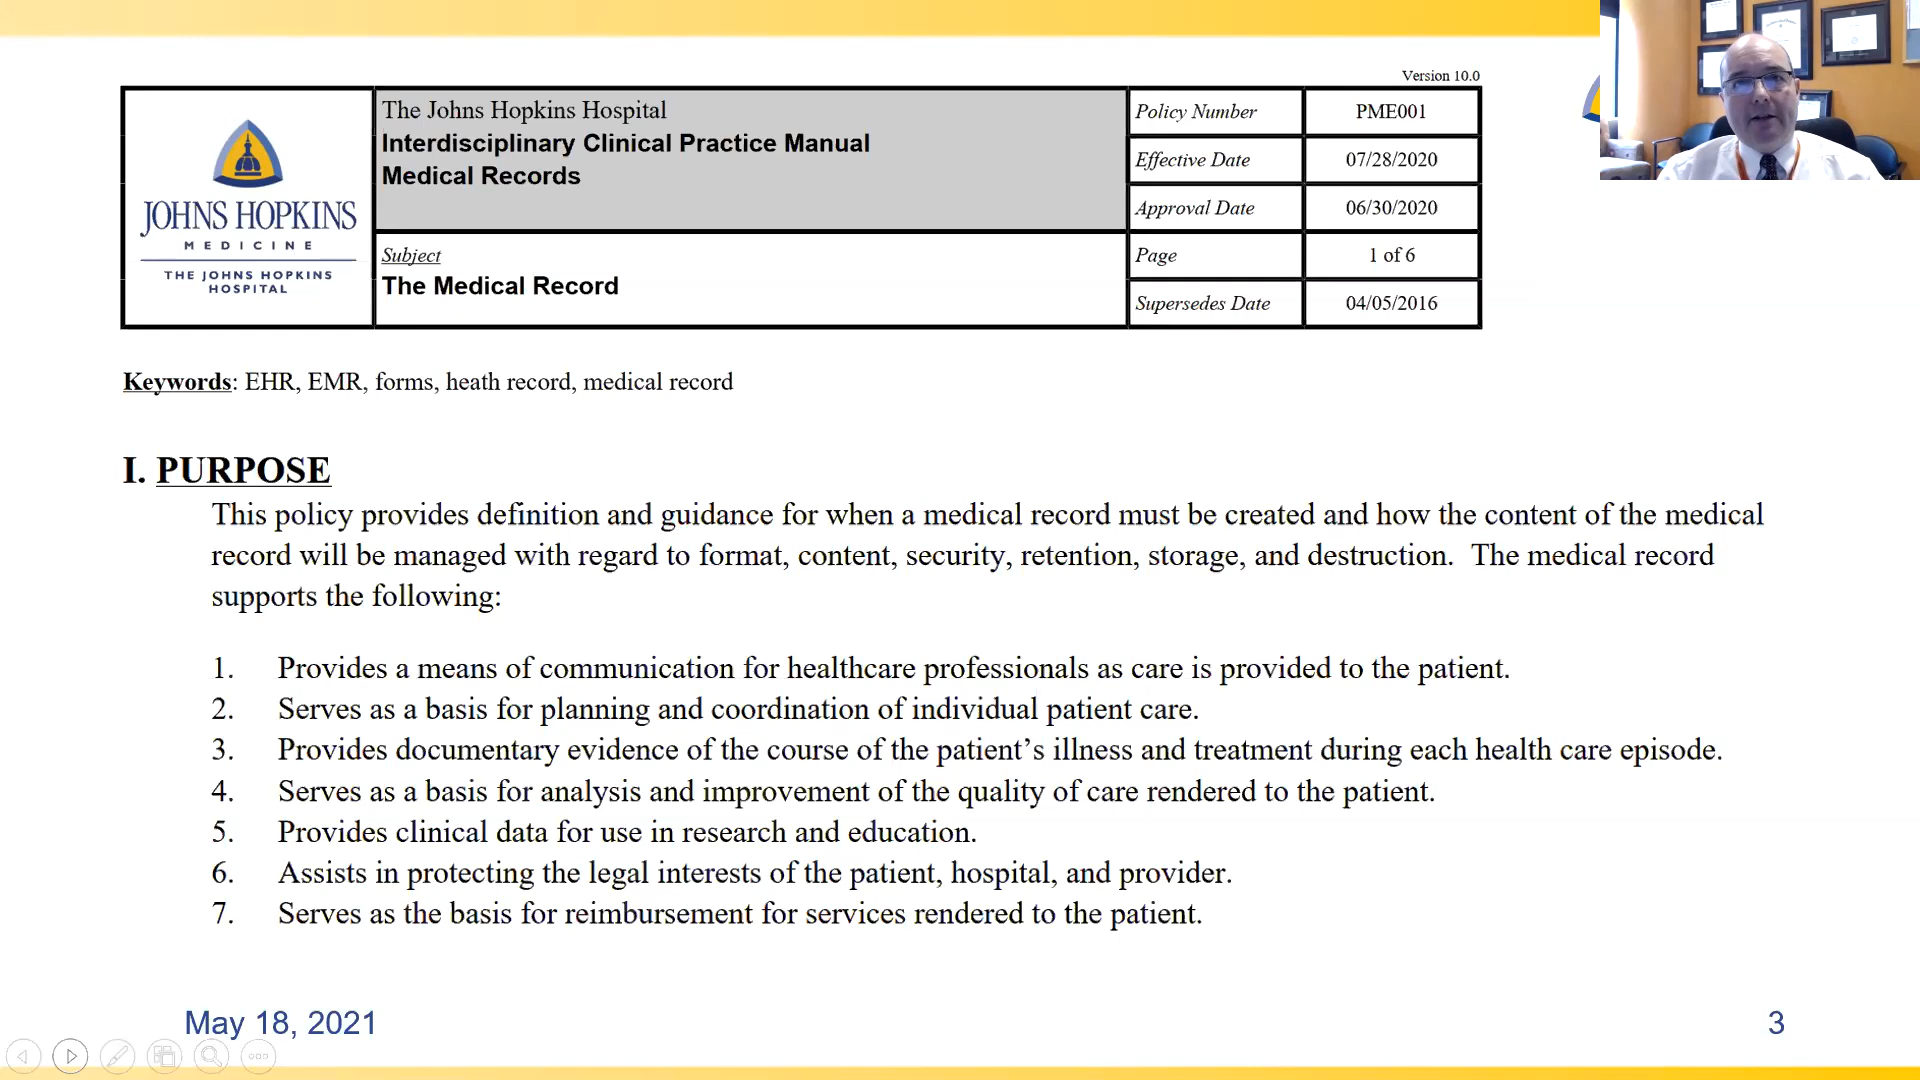 Version 10.0
JOHNS HOPKINS
MEDICINE
THE JOHNS HOPKINS
HOSPITAL
The Johns Hopkins Hospital
Interdisciplinary Clinical Practice Manual
Medical Records
Subject
The Medical Record
Policy Number PME001
Effective Date 07/28/2020
Approval Date 06/30/2020
Page 1 of 6
Supersedes Date 04/05/2016
Keywords: EHR, EMR, forms, heath record, medical record
I. PURPOSE
This policy provides definition and guidance for when a medical record must be created and how the content of the medical
record will be managed with regard to format, content, security, retention, storage, and destruction. The medical record
supports the following:
1. Provides a means of communication for healthcare professionals as care is provided to the patient.
2. Serves as a basis for planning and coordination of individual patient care.
3. Provides documentary evidence of the course of the patient’s illness and treatment during each health care episode.
4. Serves as a basis for analysis and improvement of the quality of care rendered to the patient.
5. Provides clinical data for use in research and education.
6. Assists in protecting the legal interests of the patient, hospital, and provider.
7. Serves as the basis for reimbursement for services rendered to the patient.
May 18, 2021
3